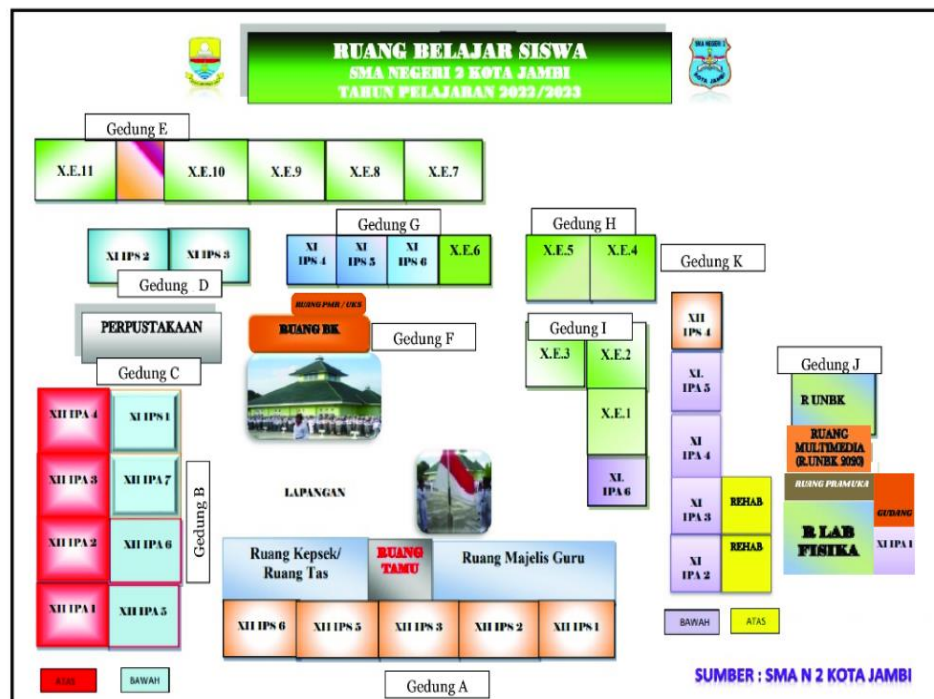 RUANG BELAJAR SISWA
SMA NEGERI 2 KOTA JAMBI
TAHUN PELAJARAN 2022/2023
SMA NEGERI 2
KOTA JAMBI
Gedung E
X.E.11
X.E.10
X.E.9
X.E.8
X.E.7
Gedung G
XI
IPS 4
XI
IPS 5
XI
IPS 6
X.E.6
Gedung H
X.E.5
X.E.4
Gedung K
XI IPS 2
XI IPS 3
Gedung D
RUANG PMR / UKS
RUANG BK
Gedung F
PERPUSTAKAAN
Gedung C
Gedung I
X.E.3
X.E.2
X.E.1
XI.
IPA 6
XII
IPS 4
XI.
IPA 5
XI
IPA 4
XI
IPA 3
REHAB
XI
IPA 2
REHAB
BAWAH
ATAS
Gedung J
R UNBK
RUANG
MULTIMEDIA
(R.UNBK 2020)
RUANG PRAMUKA
GUDANG
R LAB
FISIKA
XI IPA 1
XII IPA 4
XI IPS 1
XII IPA 3
XII IPA 7
XII IPA 2
XII IPA 6
XII IPA 1
XII IPA 5
Gedung B
ATAS
BAWAH
LAPANGAN
Ruang Kepsek/
Ruang Tas
RUANG
TAMU
Ruang Majelis Guru
XII IPS 6
XII IPS 5
XII IPS 3
XII IPS 2
XII IPS 1
Gedung A
SUMBER : SMA N 2 KOTA JAMBI